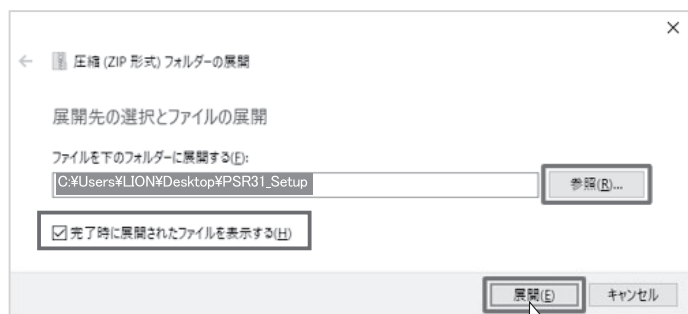 圧縮 (ZIP 形式) フォルダーの展開
展開先の選択とファイルの展開
ファイルを下のフォルダーに展開する(F):
C:¥Users¥LION¥Desktop¥PSR31_Setup
参照(R)...
完了時に展開されたファイルを表示する(H)
展開(E)
キャンセル